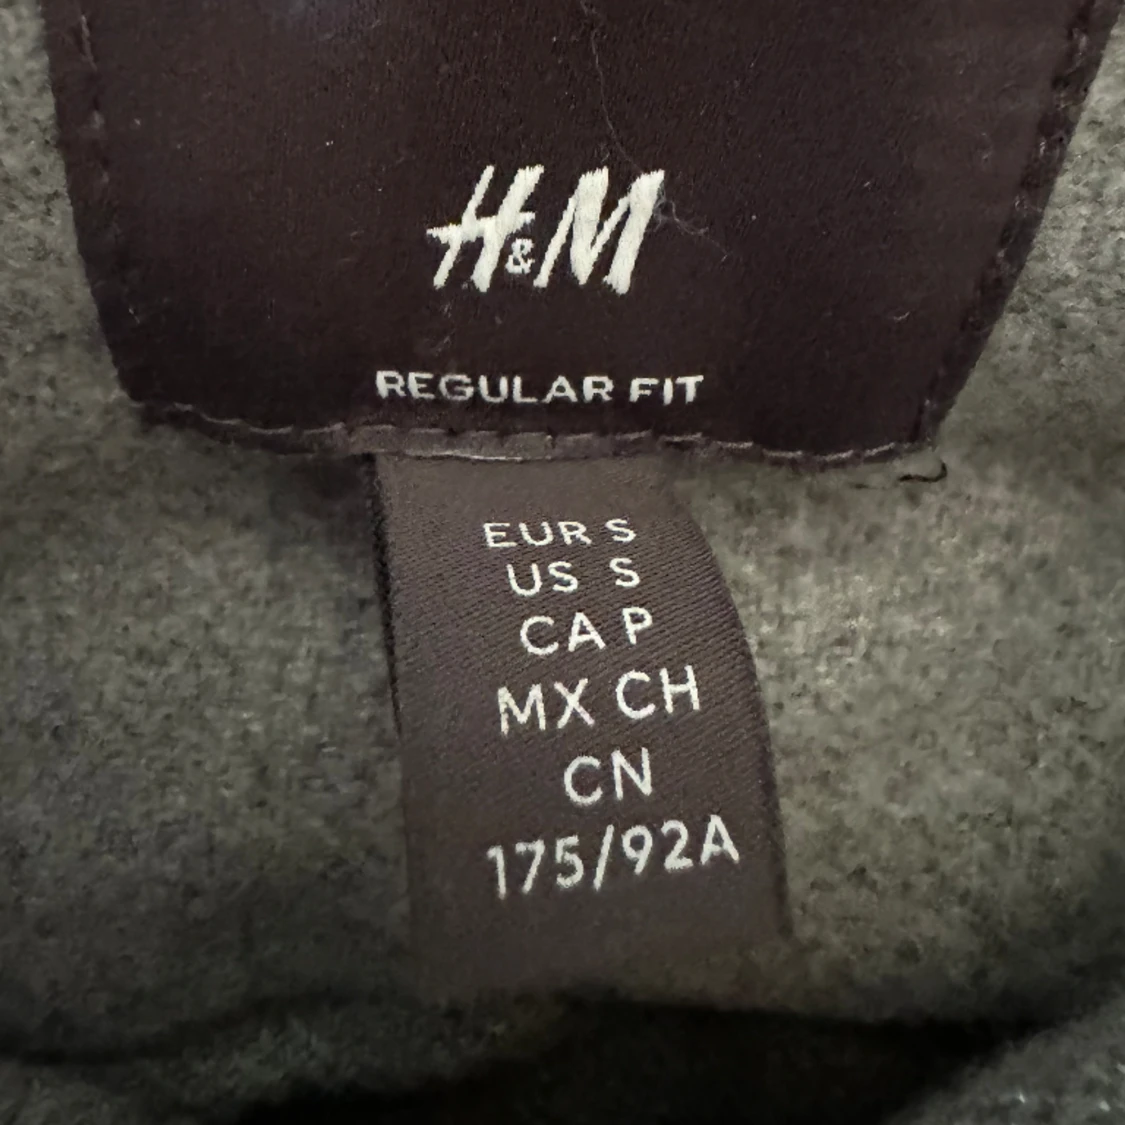 H&M
REGULAR FIT
EUR S
US S
CA P
MX CH
CN
175/92A